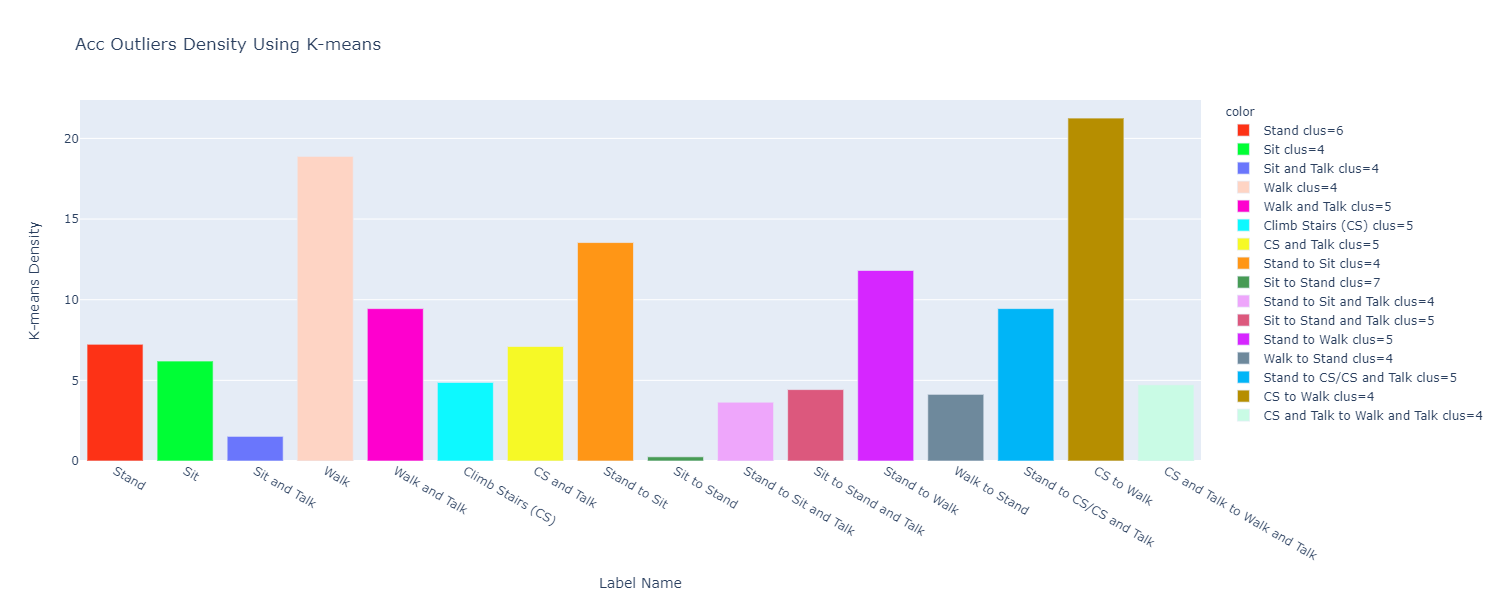 Acc Outliers Density Using K-means
K-means Density
20
15
10
5
0
Stand
Sit
Sit and Talk
Walk
Walk and Talk
Climb Stairs (CS)
CS and Talk
Stand to Sit
Sit to Stand
Stand to Sit and Talk
Sit to Stand and Talk
Stand to Walk
Walk to Stand
Stand to CS/CS and Talk
CS to Walk
CS and Talk to Walk and Talk
Label Name
color
Stand clus=6
Sit clus=4
Sit and Talk clus=4
Walk clus=4
Walk and Talk clus=5
Climb Stairs (CS) clus=5
CS and Talk clus=5
Stand to Sit clus=4
Sit to Stand clus=7
Stand to Sit and Talk clus=4
Sit to Stand and Talk clus=5
Stand to Walk clus=5
Walk to Stand clus=4
Stand to CS/CS and Talk clus=5
CS to Walk clus=4
CS and Talk to Walk and Talk clus=4